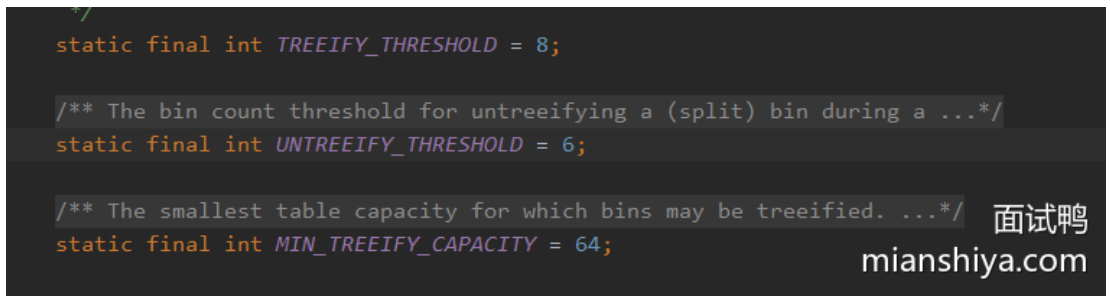 */
static final int TREEIFY_THRESHOLD = 8;
/** The bin count threshold for untreeifying a (split) bin during a ...*/
static final int UNTREEIFY_THRESHOLD = 6;
/** The smallest table capacity for which bins may be treeified. ...*/
static final int MIN_TREEIFY_CAPACITY = 64;
面试鸭
mianshiya.com